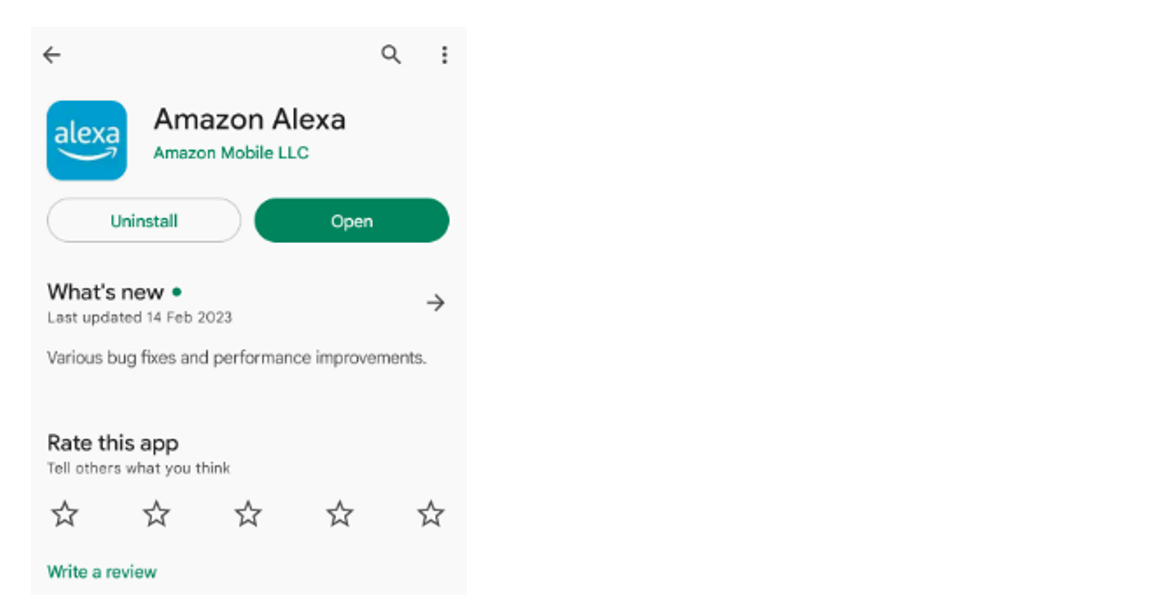 alexa
Amazon Alexa
Amazon Mobile LLC
Uninstall
Open
What's new
Last updated 14 Feb 2023
Various bug fixes and performance improvements.
Rate this app
Tell others what you think
Write a review